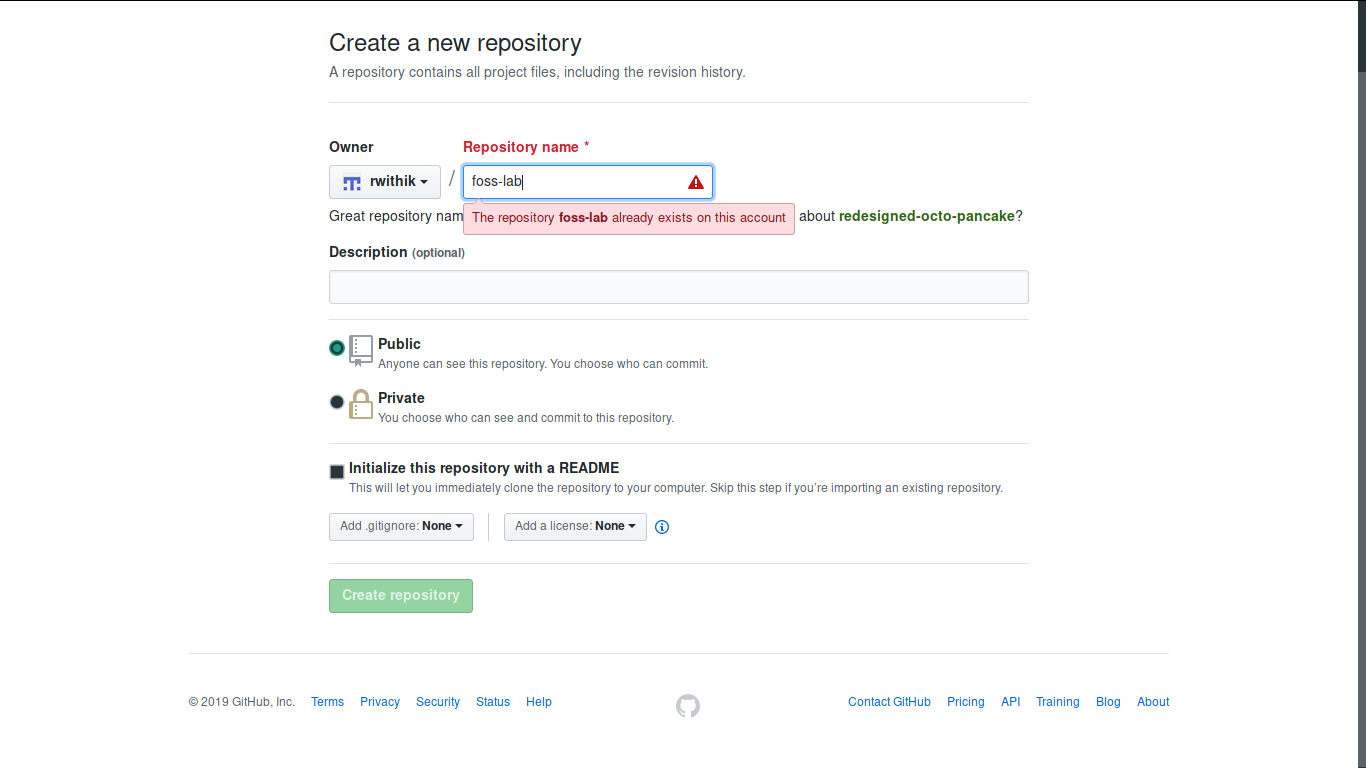 Create a new repository
A repository contains all project files, including the revision history.
Owner
Repository name *
rwithik
/
foss-lab
Great repository nam
The repository foss-lab already exists on this account
about redesigned-octo-pancake?
Description (optional)
Public
Anyone can see this repository. You choose who can commit.
Private
You choose who can see and commit to this repository.
Initialize this repository with a README
This will let you immediately clone the repository to your computer. Skip this step if you’re importing an existing repository.
Add .gitignore: None
Add a license: None
Create repository
© 2019 GitHub, Inc. Terms Privacy Security Status Help Contact GitHub Pricing API Training Blog About